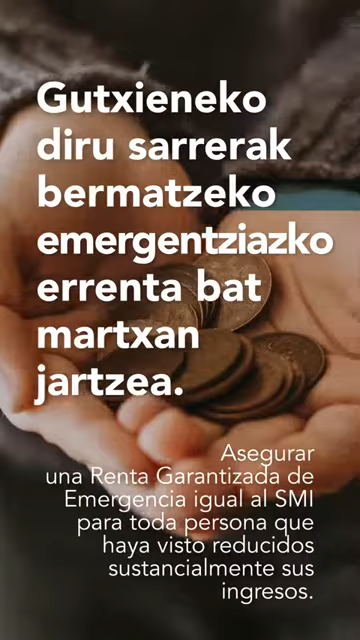 Gutxieneko
diru sarrerak
bermatzeko
emergentziazko
errenta bat
martxan
jartzea.
Asegurar
una Renta Garantizada de
Emergencia igual al SMI
para toda persona que
haya visto reducidos
sustancialmente sus
ingresos.